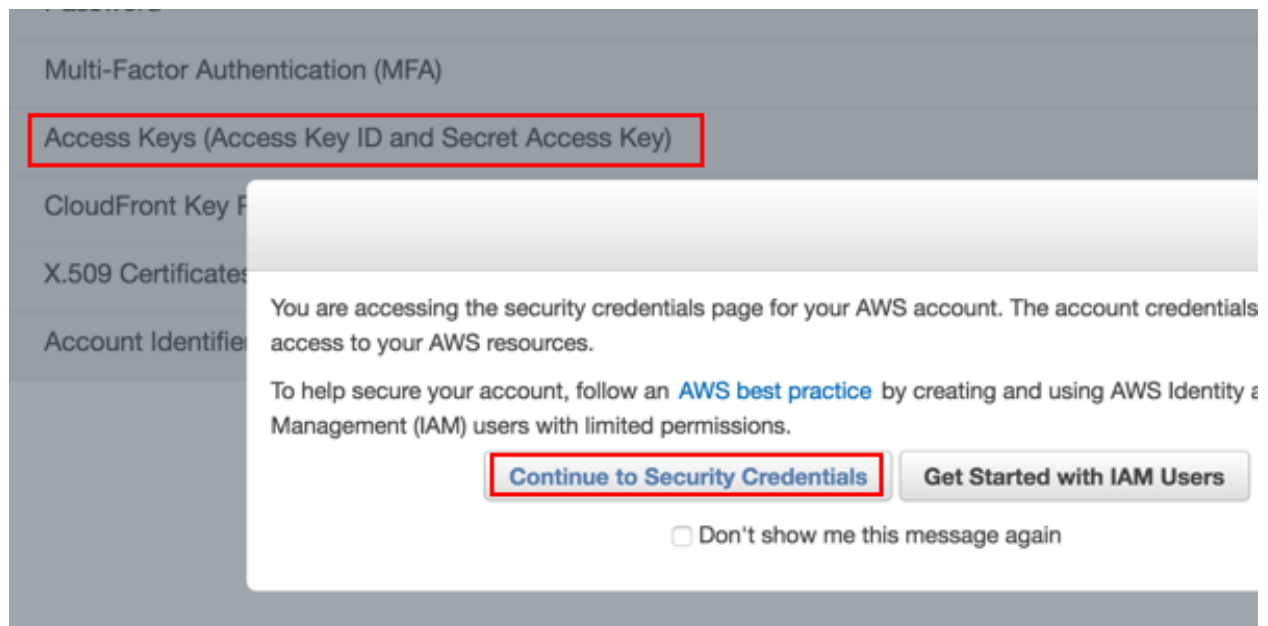 Multi-Factor Authentication (MFA)
Access Keys (Access Key ID and Secret Access Key)
CloudFront Key
X.509 Certificates
You are accessing the security credentials page for your AWS account. The account credentials
Account
access to your AWS resources.
To help secure your account, follow an AWS best practice by creating and using AWS Identity
Management (IAM) users with limited permissions.
Continue to Security Credentials
Get Started with IAM Users
Don't show me this message again